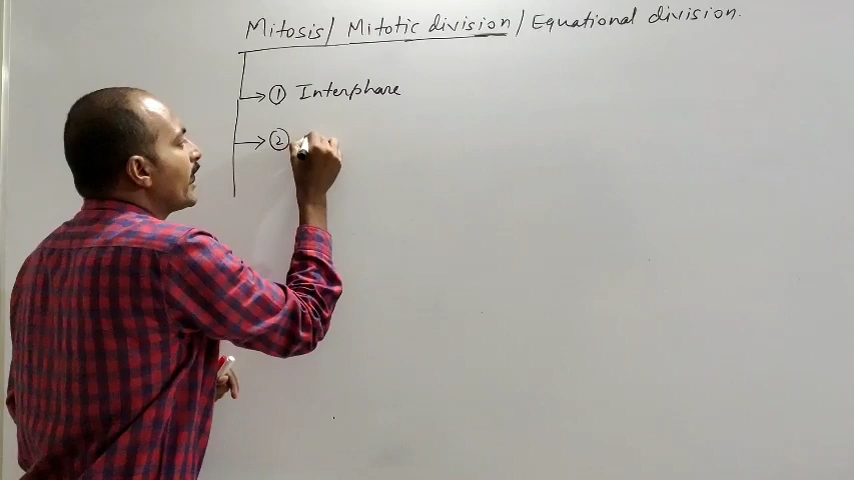 Mitosis/ Mitotic division/ Equational division.
① Interphase
②